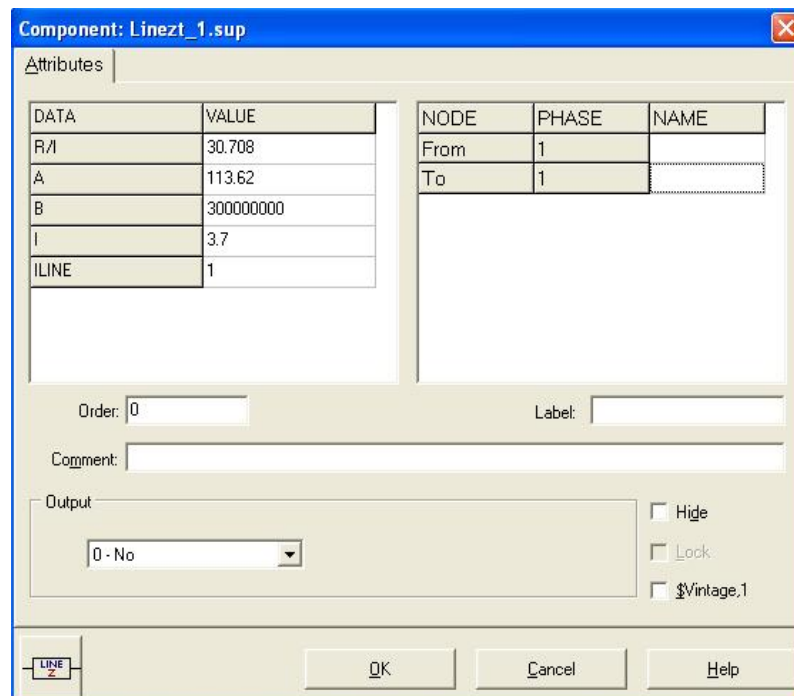 Component: Linezt_1.sup
Attributes
DATA VALUE
R/l 30.708
A 113.62
B 300000000
l 3.7
ILINE 1
NODE PHASE NAME
From 1
To 1
Order: 0
Label:
Comment:
Output
0 - No
Hide
Lock
$Vintage,1
LINE
Z
OK
Cancel
Help